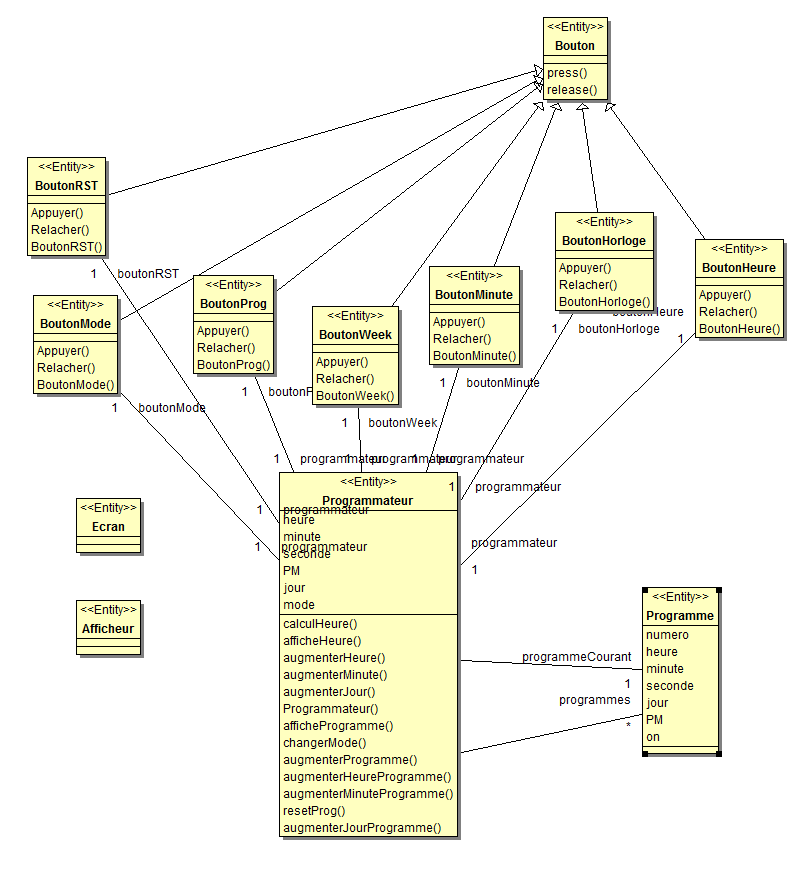 <<Entity>>
Bouton
press()
release()
<<Entity>>
BoutonRST
Appuyer()
Relacher()
BoutonRST()
<<Entity>>
BoutonHorloge
Appuyer()
Relacher()
BoutonHorloge()
<<Entity>>
BoutonHeure
Appuyer()
Relacher()
BoutonHeure()
<<Entity>>
BoutonMinute
Appuyer()
Relacher()
BoutonMinute()
<<Entity>>
BoutonProg
Appuyer()
Relacher()
BoutonProg()
<<Entity>>
BoutonMode
Appuyer()
Relacher()
BoutonMode()
<<Entity>>
BoutonWeek
Appuyer()
Relacher()
BoutonWeek()
1 boutonRST
boutonHeure
1 boutonHorloge
1
1 boutonMinute
1
1 boutonMode
1 boutonWeek
1 programmateur
1 programmateur
1 programmateur
1 programmateur
1 programmateur
1 programmateur
programmateur
1
<<Entity>>
Programmateur
heure
minute
seconde
PM
jour
mode
calculHeure()
afficheHeure()
augmenterHeure()
augmenterMinute()
augmenterJour()
Programmateur()
afficheProgramme()
changerMode()
augmenterProgramme()
augmenterHeureProgramme()
augmenterMinuteProgramme()
resetProg()
augmenterJourProgramme()
<<Entity>>
Ecran
<<Entity>>
Afficheur
programmeCourant
1
programmes
*
<<Entity>>
Programme
numero
heure
minute
seconde
jour
PM
on